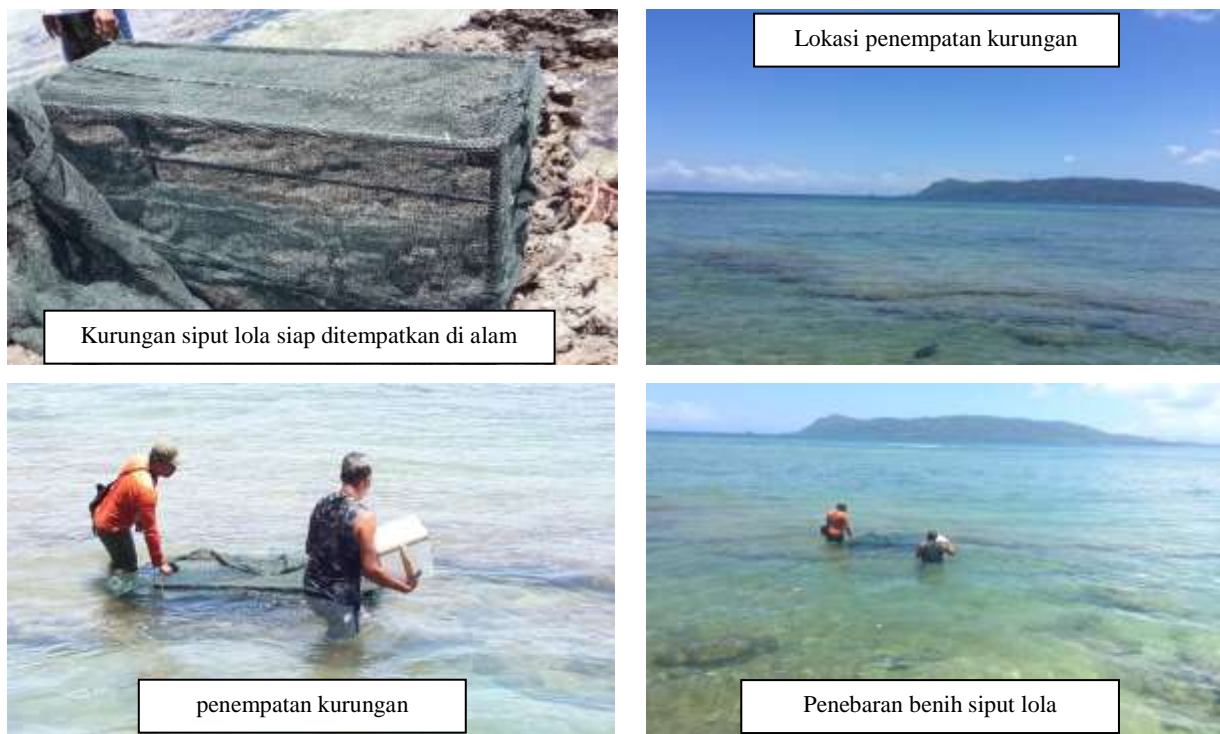 Kurungan siput lola siap ditempatkan di alam
Lokasi penempatan kurungan
penempatan kurungan
Penebaran benih siput lola